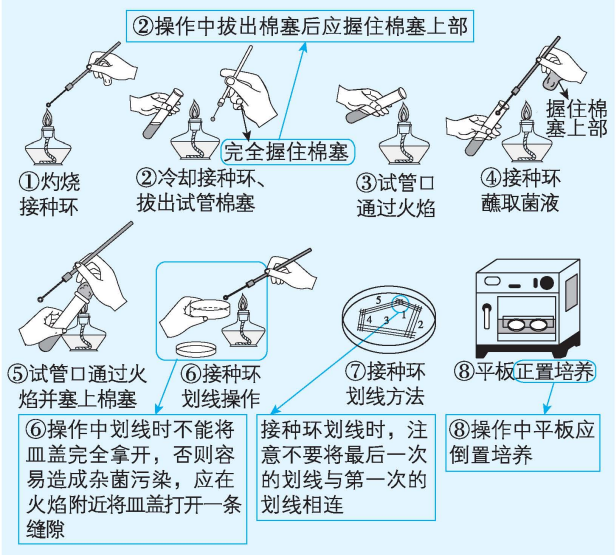 ②操作中拔出棉塞后应握住棉塞上部
握住棉
塞上部
完全握住棉塞
①灼烧
接种环
②冷却接种环、
拔出试管棉塞
③试管口
通过火焰
④接种环
蘸取菌液
5
4
3
1
2
⑤试管口通过火
焰并塞上棉塞
⑥接种环
划线操作
⑦接种环
划线方法
⑧平板正置培养
⑥操作中划线时不能将
皿盖完全拿开，否则容
易造成杂菌污染，应在
火焰附近将皿盖打开一条
缝隙
接种环划线时，注
意不要将最后一次
的划线与第一次的
划线相连
⑧操作中平板应
倒置培养